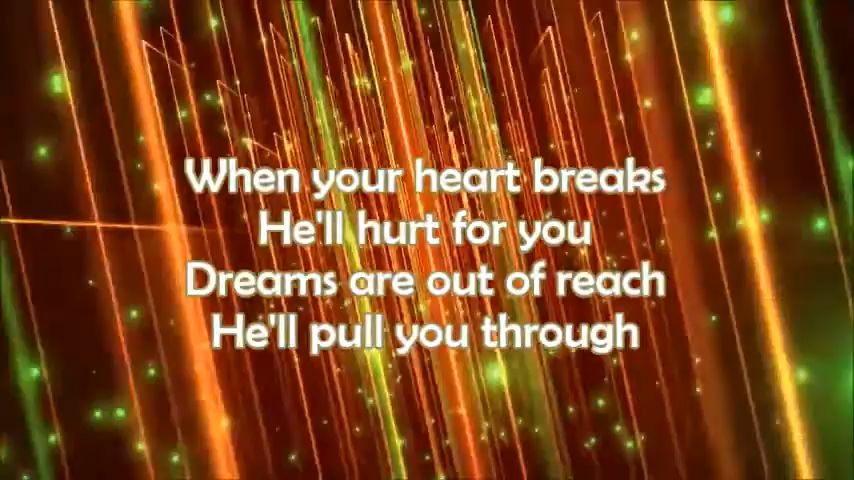 When your heart breaks
He'll hurt for you
Dreams are out of reach
He'll pull you through